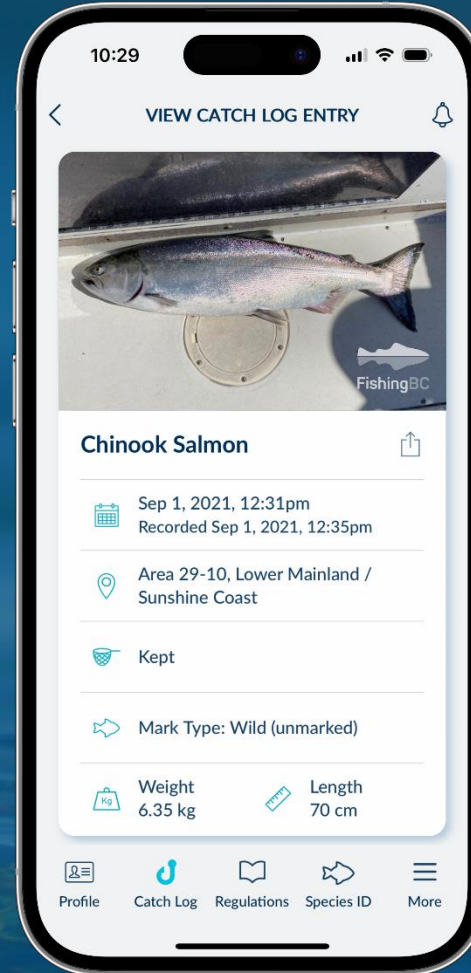 10:29
VIEW CATCH LOG ENTRY
FishingBC
Chinook Salmon
Sep 1, 2021, 12:31pm
Recorded Sep 1, 2021, 12:35pm
Area 29-10, Lower Mainland /
Sunshine Coast
Kept
Mark Type: Wild (unmarked)
Kg
Weight
6.35 kg
Length
70 cm
Profile
Catch Log
Regulations
Species ID
More